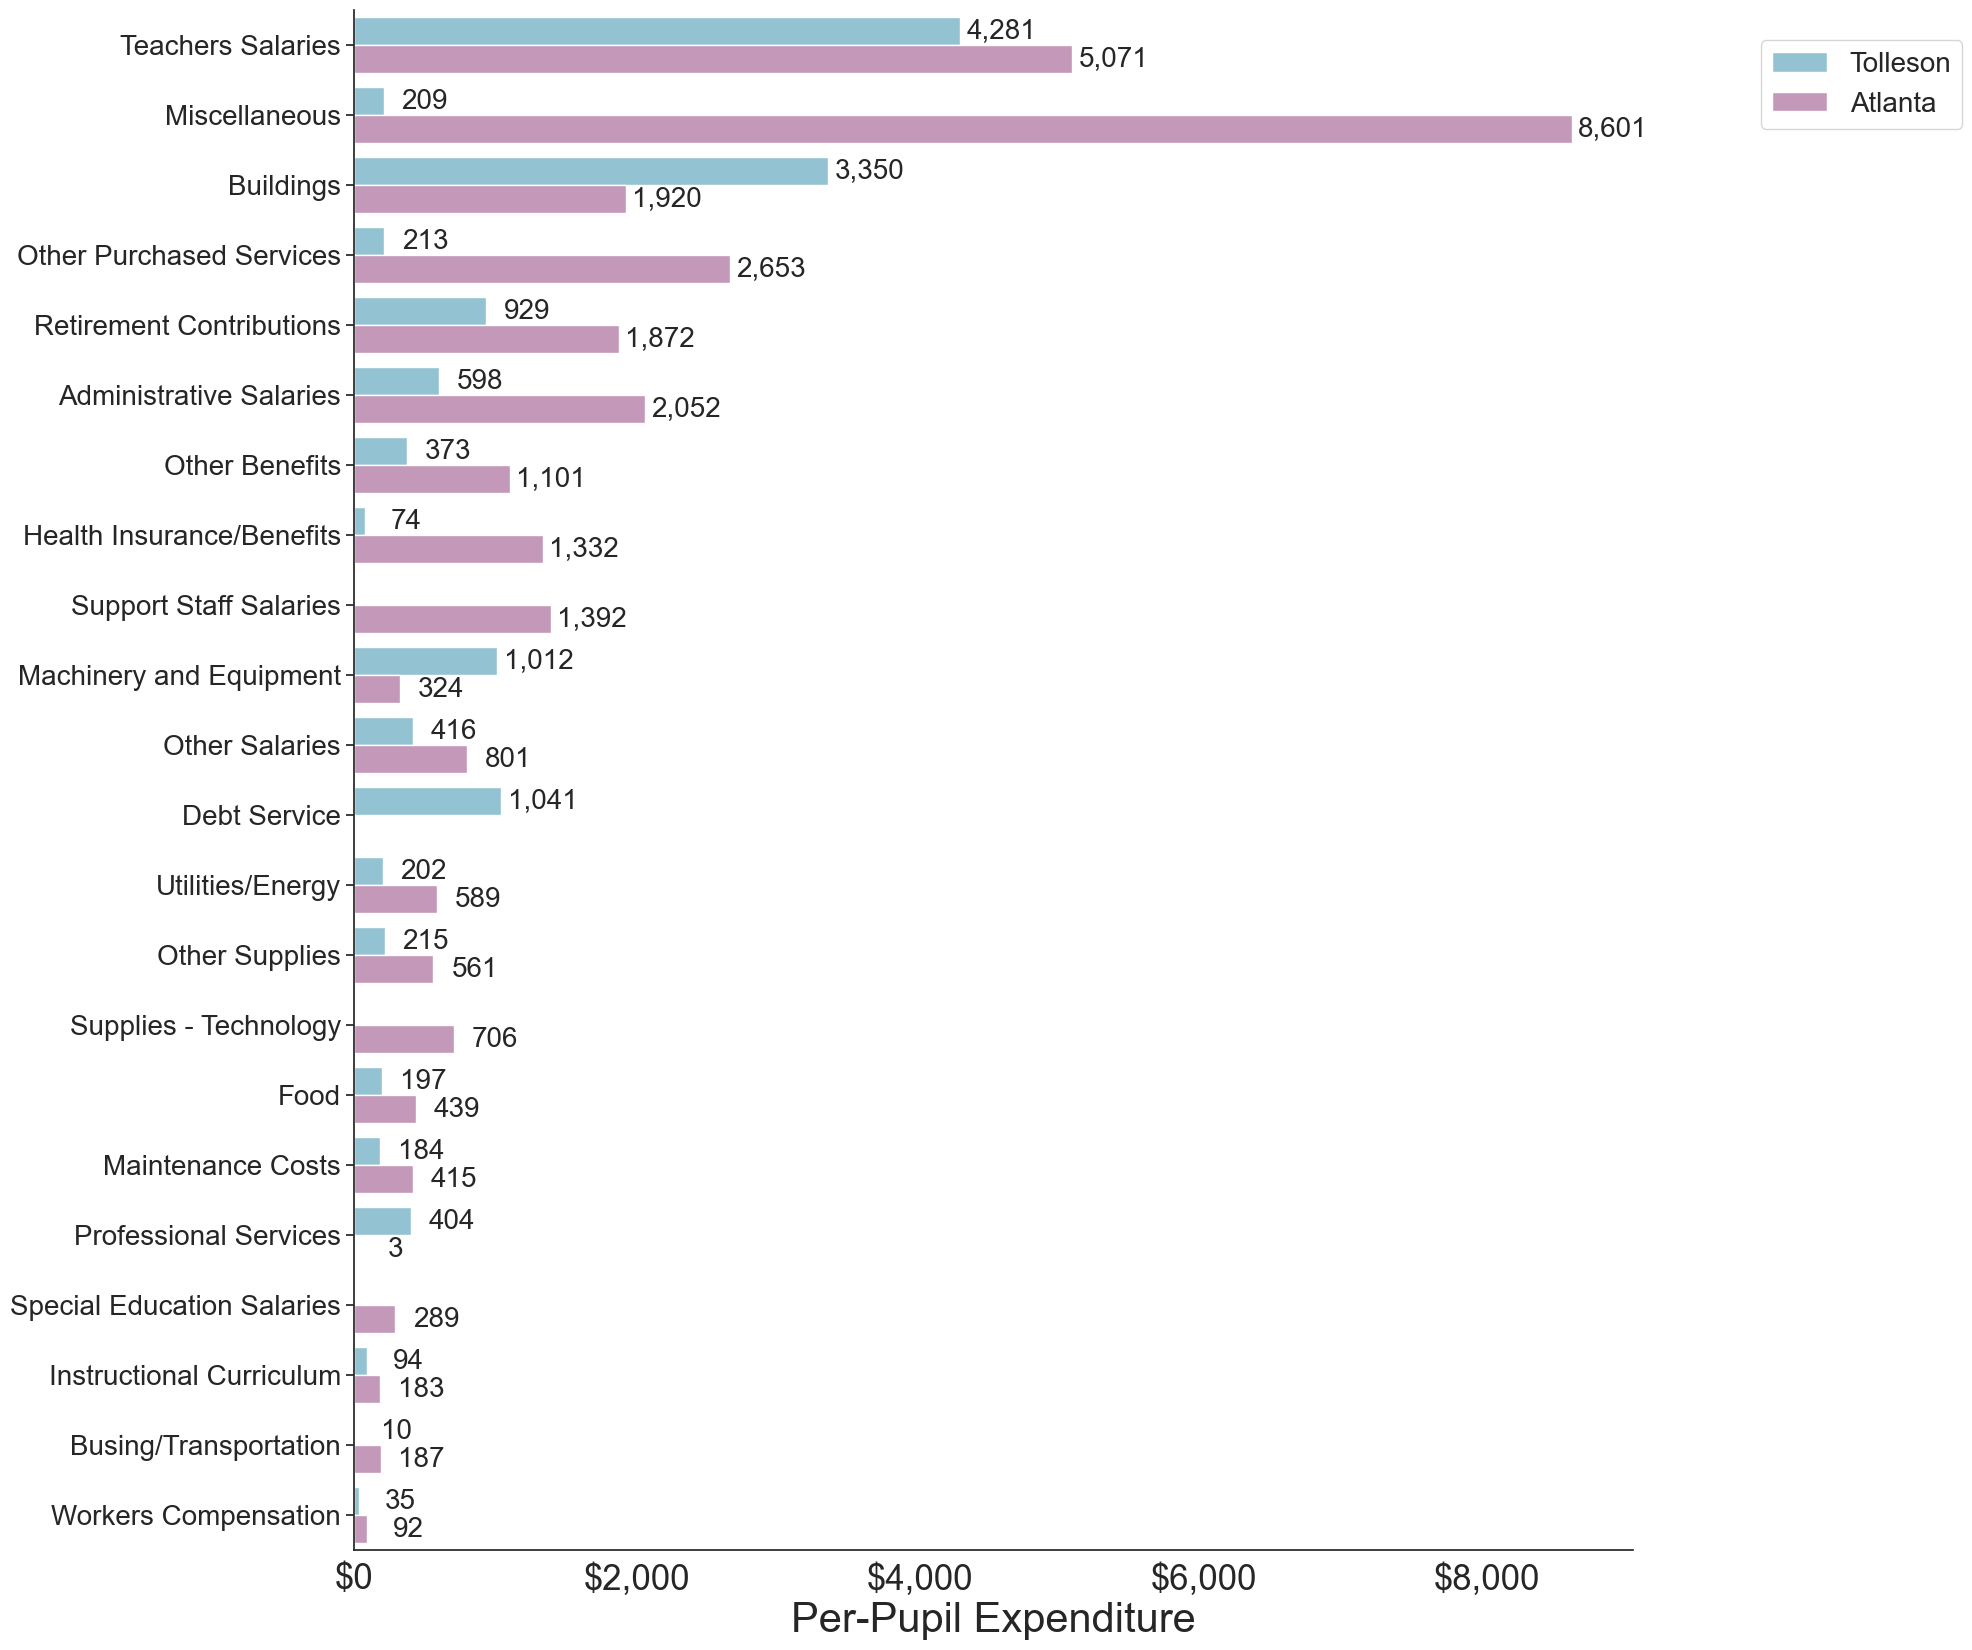 Teachers Salaries 4,281
5,071
Tolleson
Atlanta
Miscellaneous 209
8,601
Buildings 3,350
1,920
Other Purchased Services 213
2,653
Retirement Contributions 929
1,872
Administrative Salaries 598
2,052
Other Benefits 373
1,101
Health Insurance/Benefits 74
1,332
Support Staff Salaries 1,392
Machinery and Equipment 1,012
324
Other Salaries 416
801
Debt Service 1,041
Utilities/Energy 202
589
Other Supplies 215
561
Supplies - Technology 706
Food 197
439
Maintenance Costs 184
415
Professional Services 404
3
Special Education Salaries 289
Instructional Curriculum 94
183
Busing/Transportation 10
187
Workers Compensation 35
92
$0 $2,000 $4,000 $6,000 $8,000
Per-Pupil Expenditure